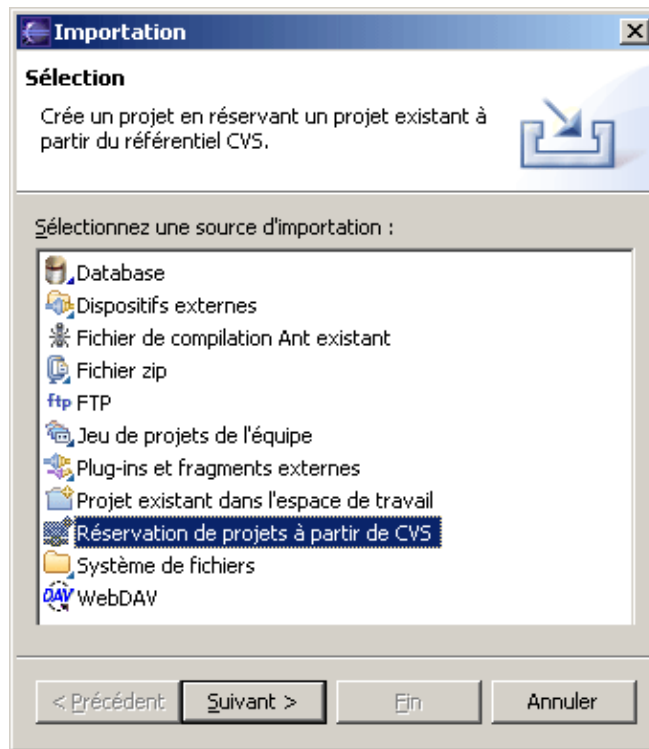 Importation
Sélection
Crée un projet en réservant un projet existant à
partir du référentiel CVS.
Sélectionnez une source d'importation :
Database
Dispositifs externes
Fichier de compilation Ant existant
Fichier zip
ftp FTP
Jeu de projets de l'équipe
Plug-ins et fragments externes
Projet existant dans l'espace de travail
Réservation de projets à partir de CVS
Système de fichiers
DAV WebDAV
< Précédent Suivant > Fin Annuler